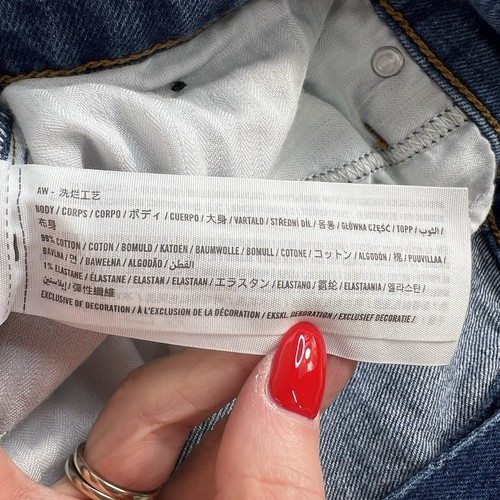 AW - 洗烂工艺
BODY / CORPS / CORPO / ボディ / CUERPO / 大身 / VARTALO / STŘEDNÍ DÍL / 몸통 / GŁÓWNA CZĘŚĆ / TOPP / الثوب /
布身
99% COTTON / COTON / BOMULD / KATOEN / BAUMWOLLE / BOMULL / COTONE / コットン / ALGODÓN / 棉 / PUUVILLAA /
BAVLNA / 면 / BAWEŁNA / ALGODÃO / القطن
1% ELASTANE / ÉLASTANE / ELASTAN / ELASTAAN / エラスタン / ELASTANO / 氨纶 / ELASTAANIA / 엘라스탄 /
إيلاستين / 彈性纖維
EXCLUSIVE OF DECORATION / À L'EXCLUSION DE LA DÉCORATION / EKSKL. DEKORATION / EXCLUSIEF DECORATIE /